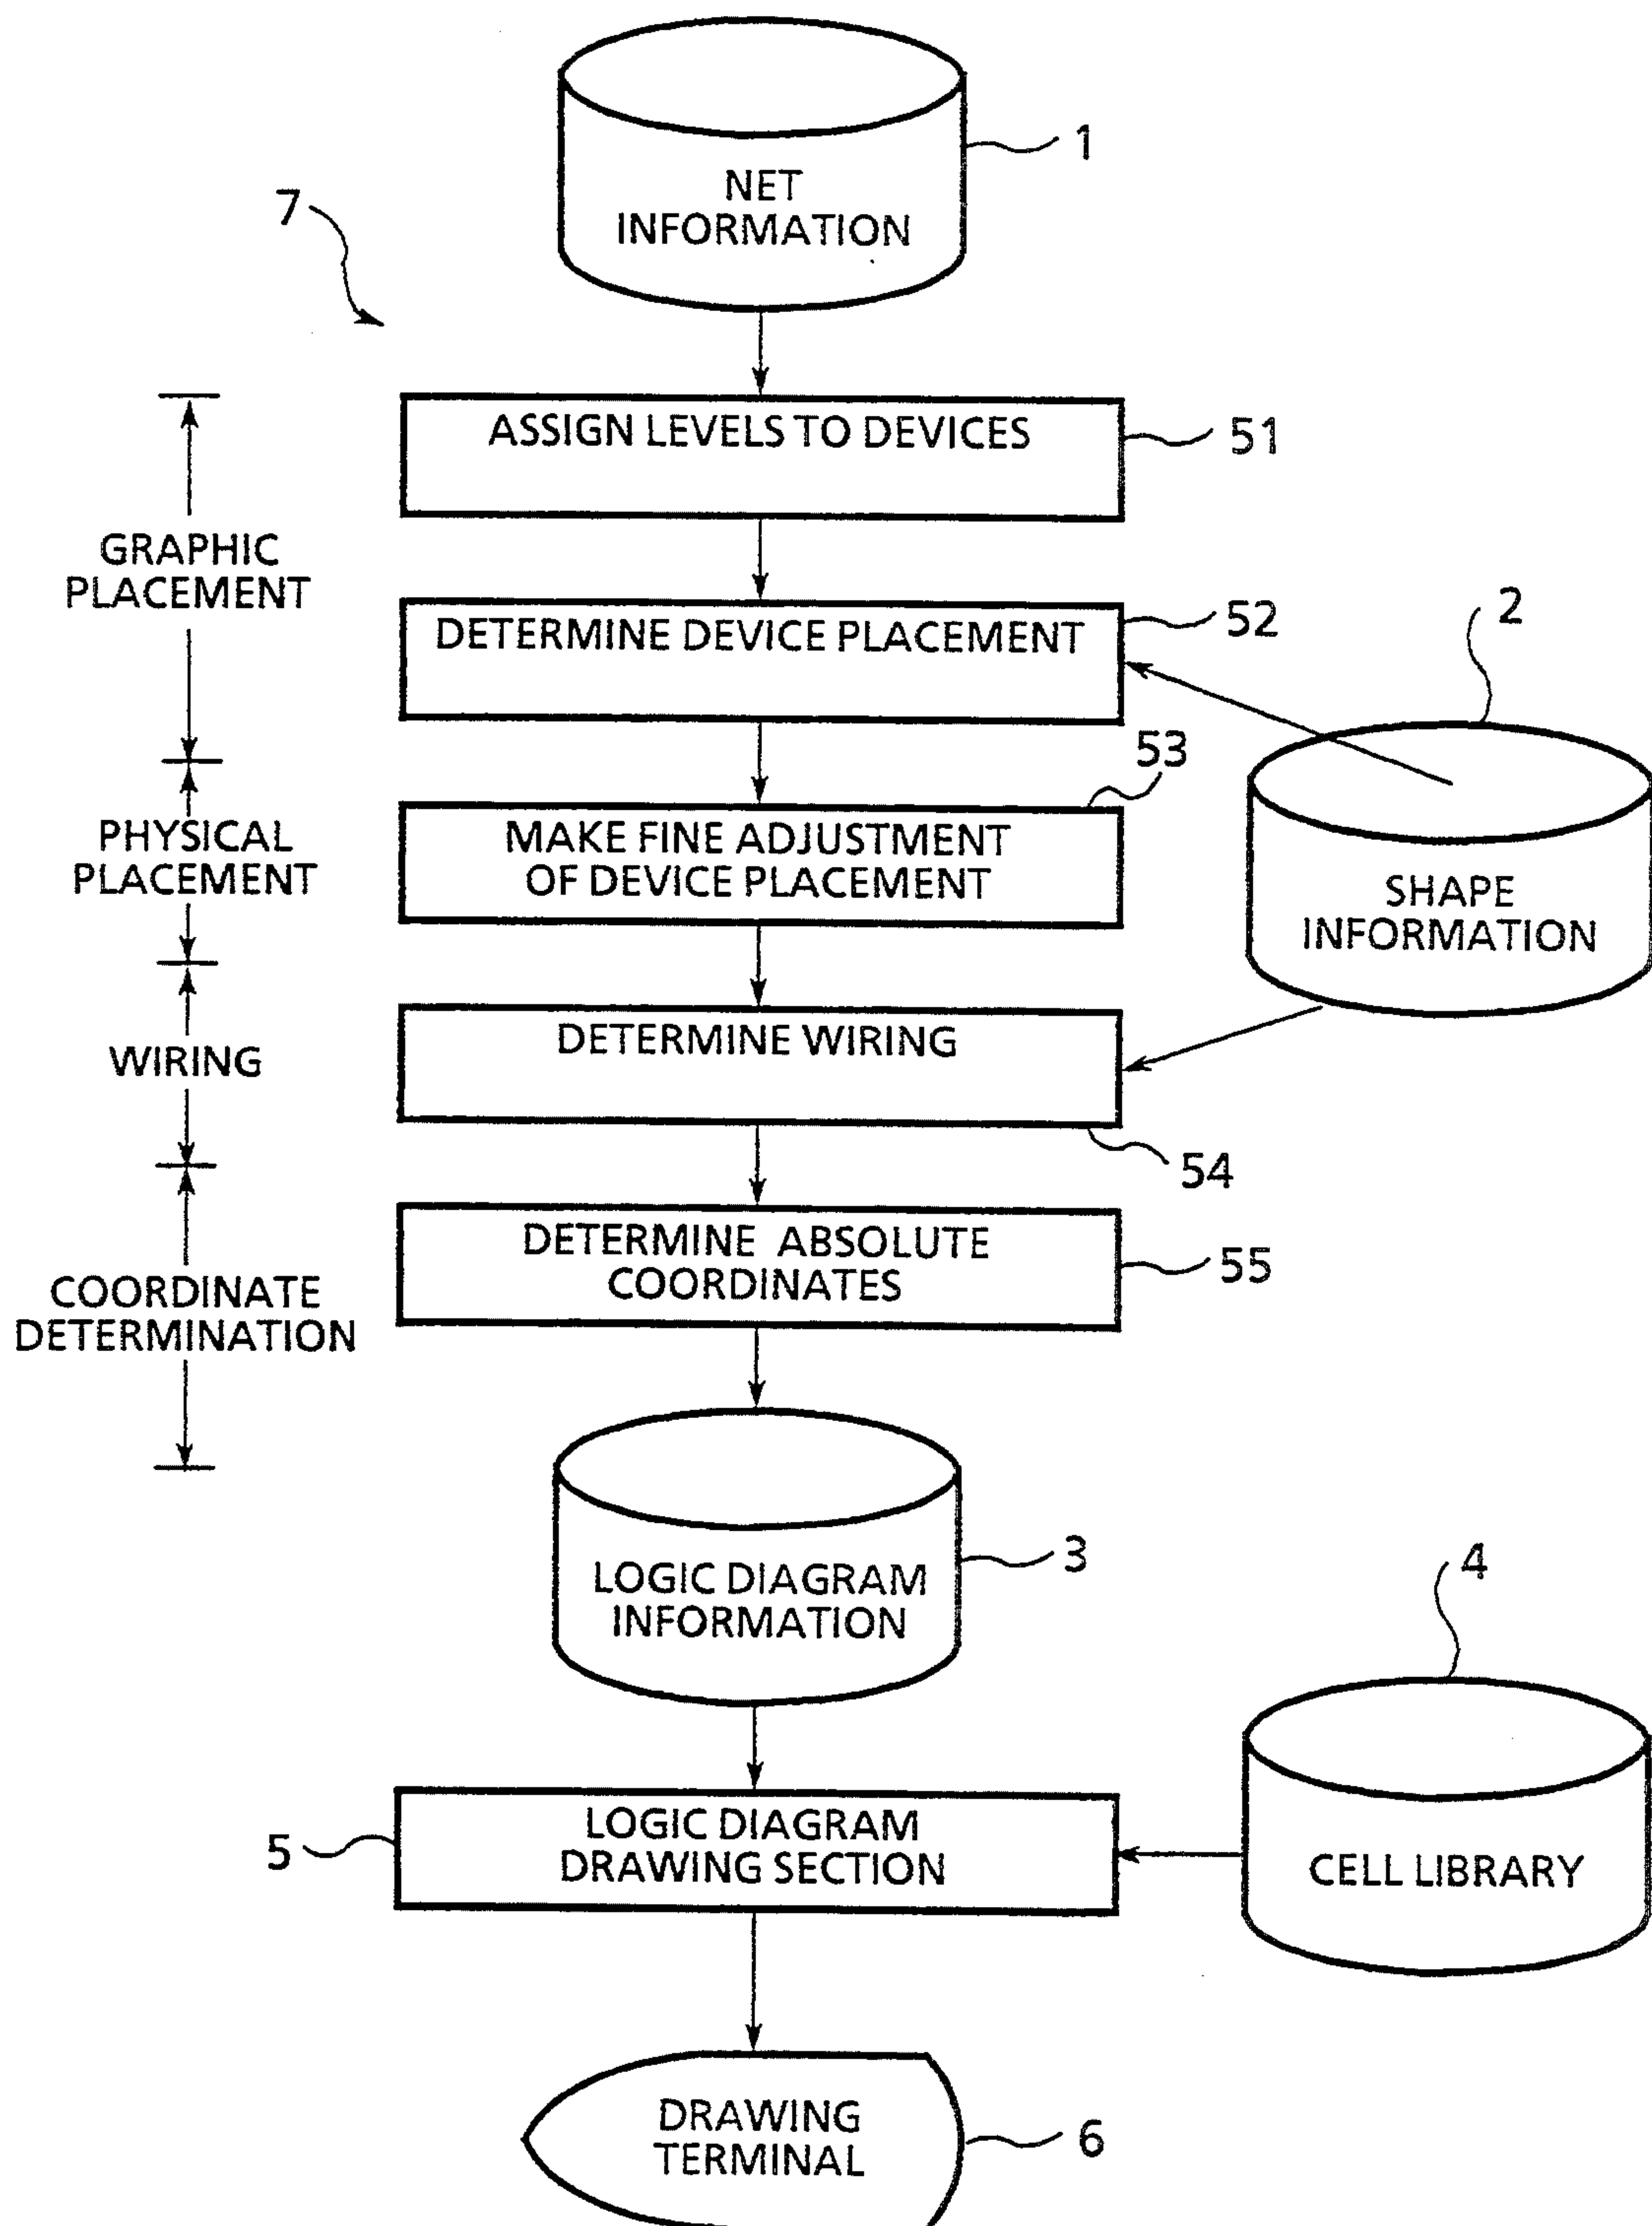 NET
INFORMATION
1
7
ASSIGN LEVELS TO DEVICES
51
GRAPHIC
PLACEMENT
DETERMINE DEVICE PLACEMENT
52
2
53
PHYSICAL
PLACEMENT
MAKE FINE ADJUSTMENT
OF DEVICE PLACEMENT
SHAPE
INFORMATION
WIRING
DETERMINE WIRING
54
DETERMINE ABSOLUTE
COORDINATES
55
COORDINATE
DETERMINATION
LOGIC DIAGRAM
INFORMATION
3
4
5
LOGIC DIAGRAM
DRAWING SECTION
CELL LIBRARY
DRAWING
TERMINAL
6